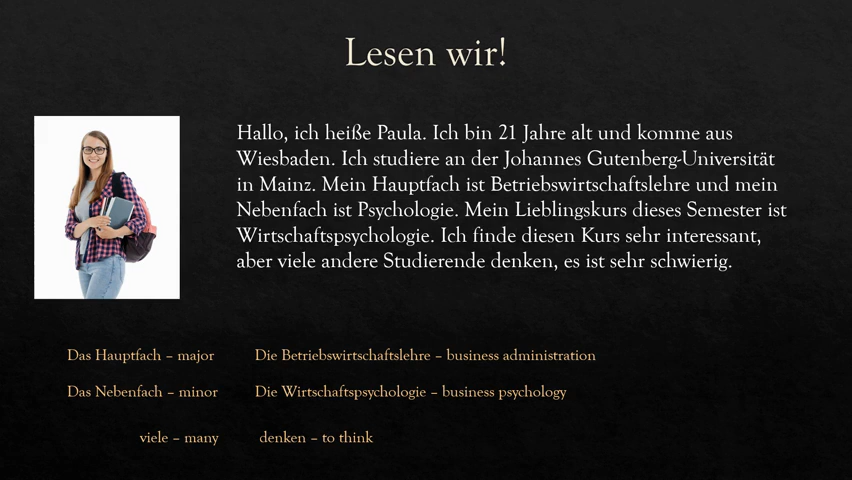 Lesen wir!
Hallo, ich heiße Paula. Ich bin 21 Jahre alt und komme aus
Wiesbaden. Ich studiere an der Johannes Gutenberg-Universität
in Mainz. Mein Hauptfach ist Betriebswirtschaftslehre und mein
Nebenfach ist Psychologie. Mein Lieblingskurs dieses Semester ist
Wirtschaftspsychologie. Ich finde diesen Kurs sehr interessant,
aber viele andere Studierende denken, es ist sehr schwierig.
Das Hauptfach – major
Die Betriebswirtschaftslehre – business administration
Das Nebenfach – minor
Die Wirtschaftspsychologie – business psychology
viele – many
denken – to think